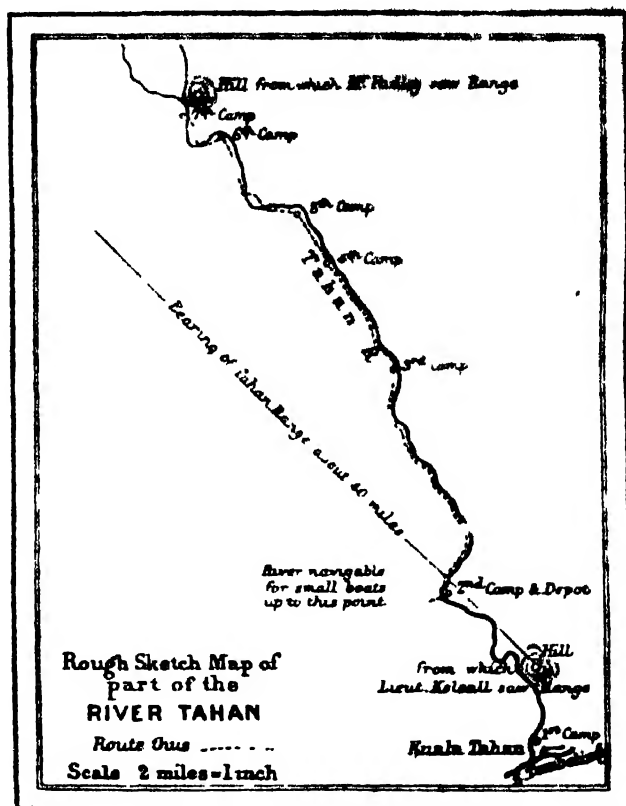 Hill from which Mr Ridley saw Range
7th Camp
6th Camp
5th Camp
4th Camp
Tahan R
3rd Camp
Bearing of Tahan Range about 40 miles
River navigable
for small boats
up to this point
2nd Camp & Depot
Hill
from which
Lieut. Kelsall saw Range
1st Camp
Kuala Tahan
Rough Sketch Map of
part of the
RIVER TAHAN
Route thus
Scale 2 miles = 1 inch